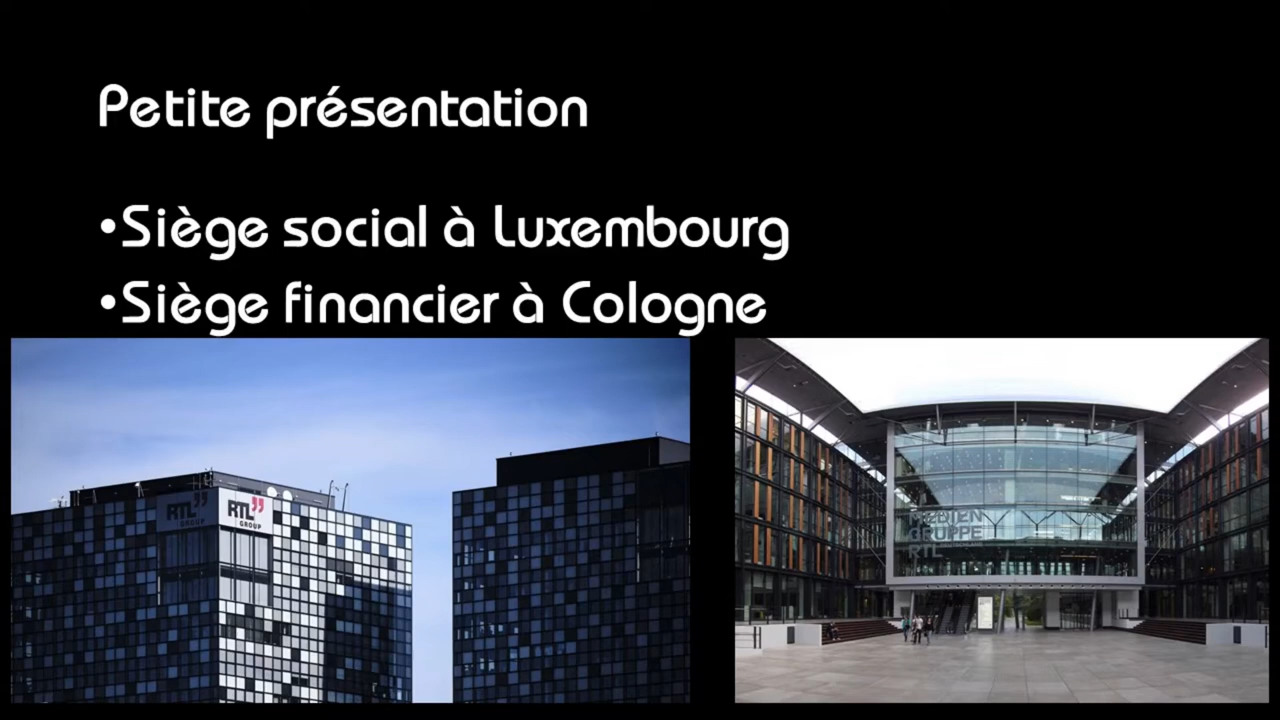 Petite présentation
•Siège social à Luxembourg
•Siège financier à Cologne
RTL
GROUP
RTL
GROUP
MEDIEN
GRUPPE
RTL